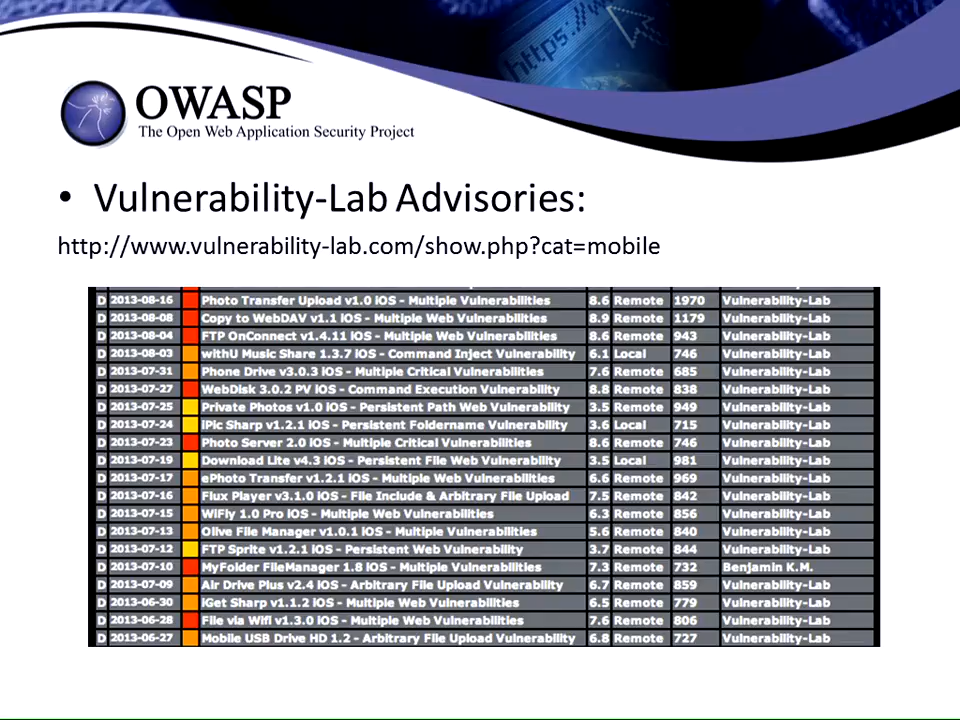 https://w
OWASP
The Open Web Application Security Project
• Vulnerability-Lab Advisories:
http://www.vulnerability-lab.com/show.php?cat=mobile
D 2013-08-16 Photo Transfer Upload v1.0 iOS - Multiple Vulnerabilities 8.6 Remote 1970 Vulnerability-Lab
D 2013-08-08 Copy to WebDAV v1.1 iOS - Multiple Web Vulnerabilities 8.9 Remote 1179 Vulnerability-Lab
D 2013-08-04 FTP OnConnect v1.4.11 iOS - Multiple Web Vulnerabilities 8.6 Remote 943 Vulnerability-Lab
D 2013-08-03 withU Music Share 1.3.7 iOS - Command Inject Vulnerability 6.1 Local 746 Vulnerability-Lab
D 2013-07-31 Phone Drive v3.0.3 iOS - Multiple Critical Vulnerabilities 7.6 Remote 685 Vulnerability-Lab
D 2013-07-27 WebDisk 3.0.2 PV iOS - Command Execution Vulnerability 8.8 Remote 838 Vulnerability-Lab
D 2013-07-25 Private Photos v1.0 iOS - Persistent Path Web Vulnerability 3.5 Remote 949 Vulnerability-Lab
D 2013-07-24 iPic Sharp v1.2.1 iOS - Persistent Foldername Vulnerability 3.6 Local 715 Vulnerability-Lab
D 2013-07-23 Photo Server 2.0 iOS - Multiple Critical Vulnerabilities 8.6 Remote 746 Vulnerability-Lab
D 2013-07-19 Download Lite v4.3 iOS - Persistent File Web Vulnerability 3.5 Local 981 Vulnerability-Lab
D 2013-07-17 ePhoto Transfer v1.2.1 iOS - Multiple Web Vulnerabilities 6.6 Remote 969 Vulnerability-Lab
D 2013-07-16 Flux Player v3.1.0 iOS - File Include & Arbitrary File Upload 7.5 Remote 842 Vulnerability-Lab
D 2013-07-15 WiFly 1.0 Pro iOS - Multiple Web Vulnerabilities 6.3 Remote 856 Vulnerability-Lab
D 2013-07-13 Olive File Manager v1.0.1 iOS - Multiple Vulnerabilities 5.6 Remote 840 Vulnerability-Lab
D 2013-07-12 FTP Sprite v1.2.1 iOS - Persistent Web Vulnerability 3.7 Remote 844 Vulnerability-Lab
D 2013-07-10 MyFolder FileManager 1.8 iOS - Multiple Vulnerabilities 7.3 Remote 732 Benjamin K.M.
D 2013-07-09 Air Drive Plus v2.4 iOS - Arbitrary File Upload Vulnerability 6.7 Remote 859 Vulnerability-Lab
D 2013-06-30 iGet Sharp v1.1.2 iOS - Multiple Web Vulnerabilities 6.5 Remote 779 Vulnerability-Lab
D 2013-06-28 File via Wifi v1.3.0 iOS - Multiple Vulnerabilities 7.6 Remote 806 Vulnerability-Lab
D 2013-06-27 Mobile USB Drive HD 1.2 - Arbitrary File Upload Vulnerability 6.8 Remote 727 Vulnerability-Lab